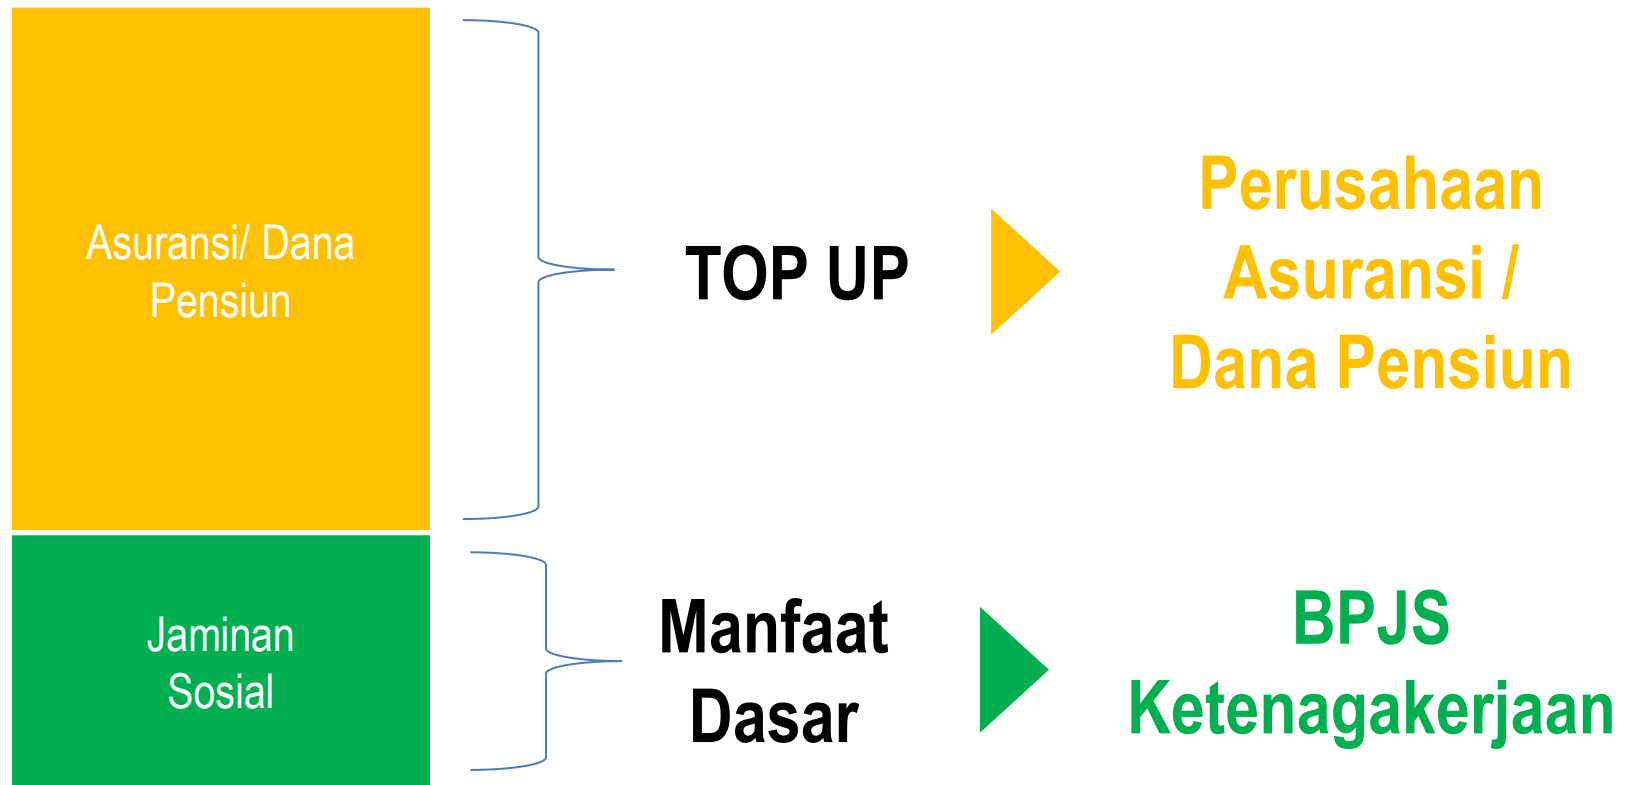 Asuransi/ Dana
Pensiun
TOP UP
Perusahaan
Asuransi /
Dana Pensiun
Jaminan
Sosial
Manfaat
Dasar
BPJS
Ketenagakerjaan